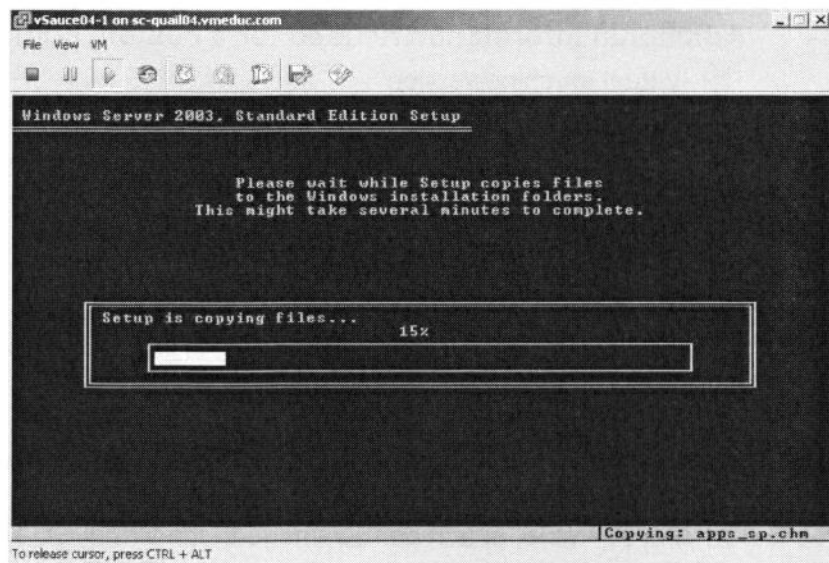 vSauce04-1 on sc-quail04.vmeduc.com
File View VM
Windows Server 2003, Standard Edition Setup
Please wait while Setup copies files
to the Windows installation folders.
This might take several minutes to complete.
Setup is copying files...
15%
Copying: apps_sp.chm
To release cursor, press CTRL + ALT